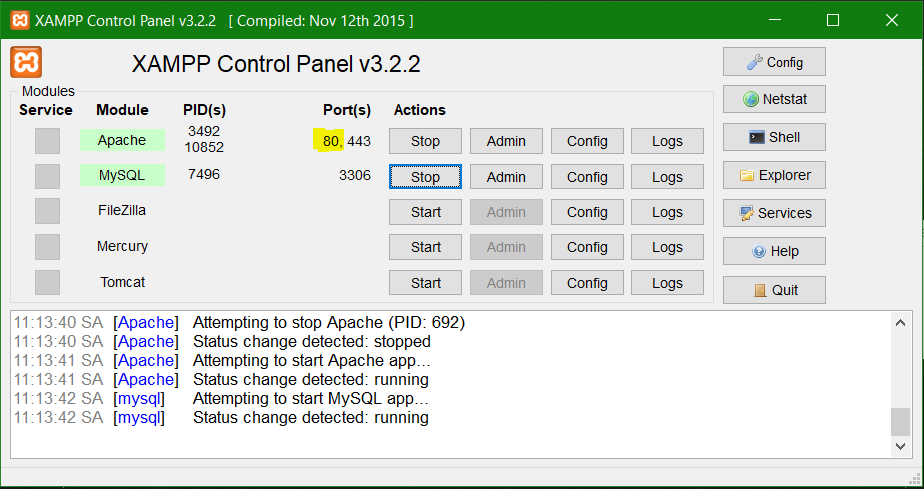 XAMPP Control Panel v3.2.2 [ Compiled: Nov 12th 2015 ]
XAMPP Control Panel v3.2.2
Config
Modules
Service Module PID(s) Port(s) Actions
Netstat
Apache 3492 10852 80, 443 Stop Admin Config Logs
Shell
MySQL 7496 3306 Stop Admin Config Logs
Explorer
FileZilla Start Admin Config Logs
Services
Mercury Start Admin Config Logs
Help
Tomcat Start Admin Config Logs
Quit
11:13:40 SA [Apache] Attempting to stop Apache (PID: 692)
11:13:40 SA [Apache] Status change detected: stopped
11:13:41 SA [Apache] Attempting to start Apache app...
11:13:41 SA [Apache] Status change detected: running
11:13:42 SA [mysql] Attempting to start MySQL app...
11:13:42 SA [mysql] Status change detected: running